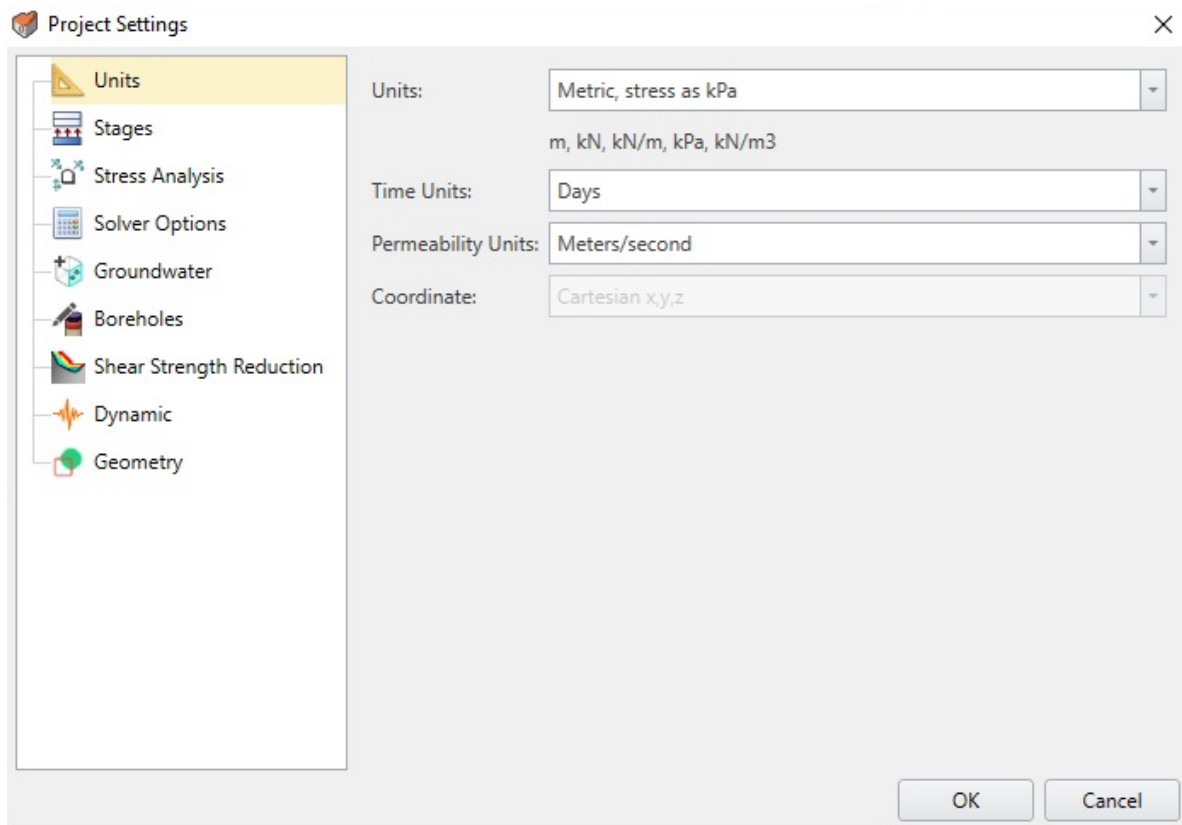 Project Settings
Units
Stages
Stress Analysis
Solver Options
Groundwater
Boreholes
Shear Strength Reduction
Dynamic
Geometry
Units: Metric, stress as kPa
m, kN, kN/m, kPa, kN/m3
Time Units: Days
Permeability Units: Meters/second
Coordinate: Cartesian x,y,z
OK Cancel